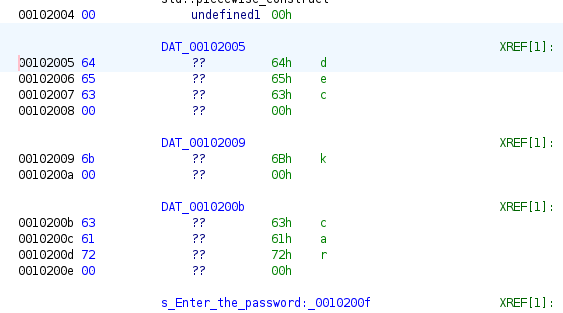 std::piecewise_construct
00102004 00 undefined1 00h
DAT_00102005 XREF[1]:
00102005 64 ?? 64h d
00102006 65 ?? 65h e
00102007 63 ?? 63h c
00102008 00 ?? 00h
DAT_00102009 XREF[1]:
00102009 6b ?? 6Bh k
0010200a 00 ?? 00h
DAT_0010200b XREF[1]:
0010200b 63 ?? 63h c
0010200c 61 ?? 61h a
0010200d 72 ?? 72h r
0010200e 00 ?? 00h
s_Enter_the_password:_0010200f XREF[1]: